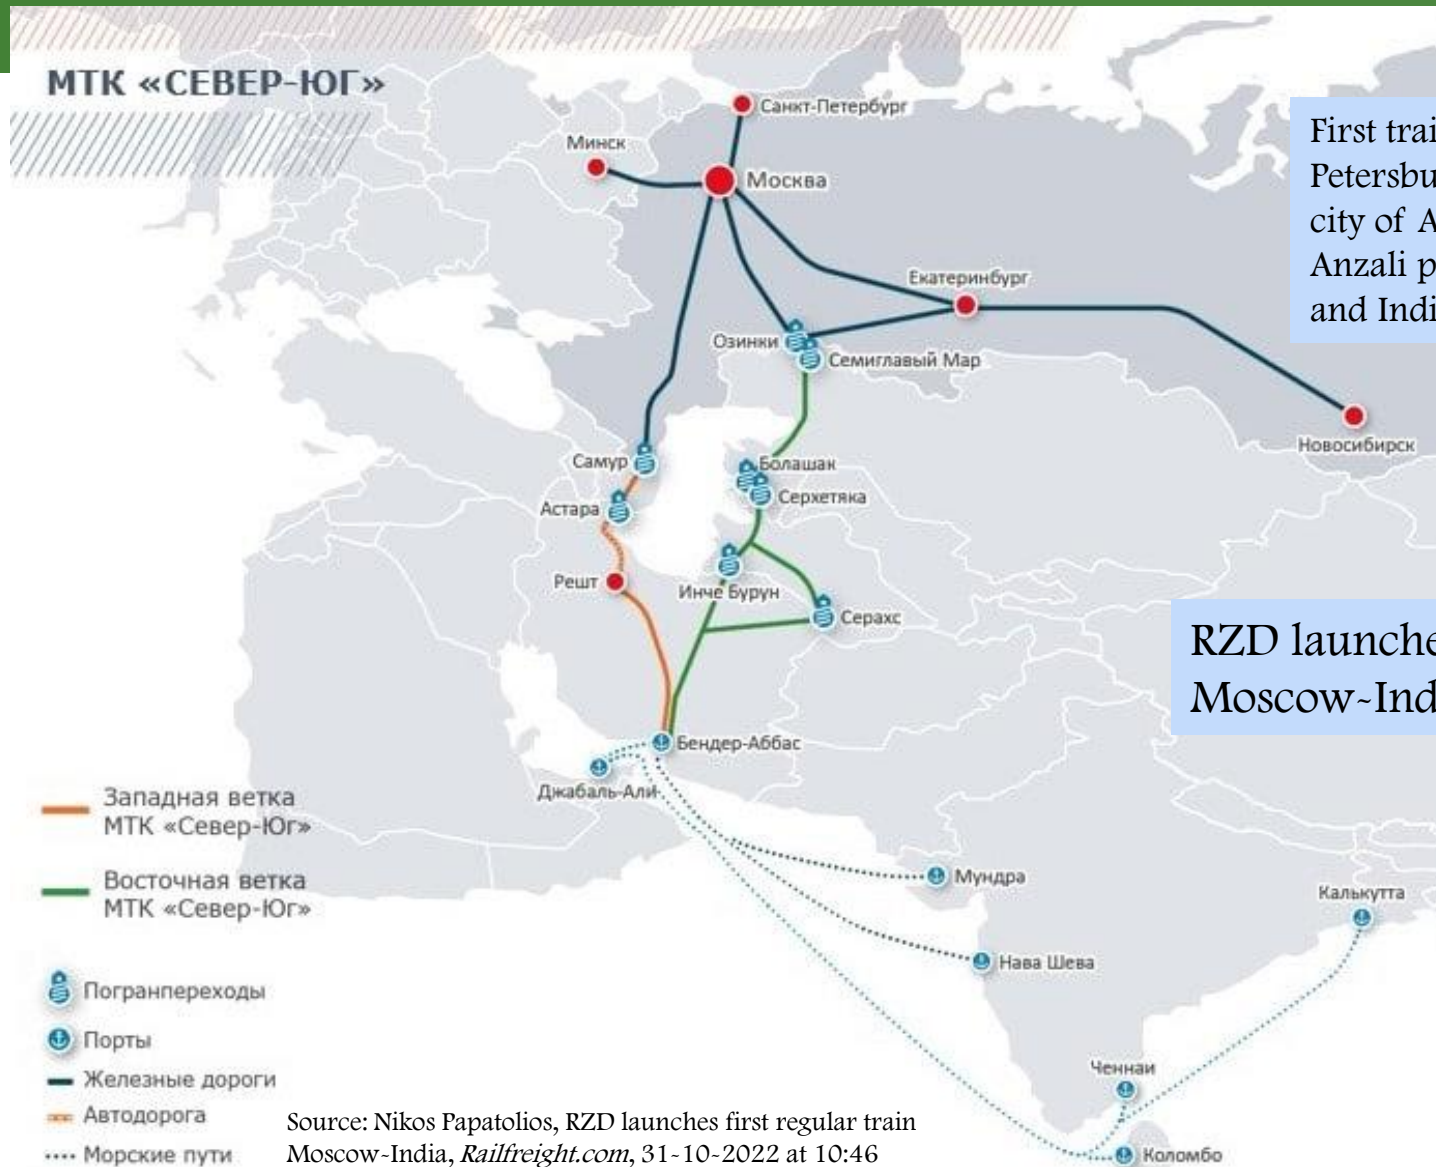 МТК «СЕВЕР-ЮГ»
Санкт-Петербург
Минск
Москва
First
Petersbu
city of A
Anzali p
and Indi
Екатеринбург
Озинки
Семиглавый Мар
Новосибирск
Самур
Болашак
Серхетяка
Астара
Решт
Инче Бурун
Серахс
RZD launche
Moscow-Ind
Бендер-Аббас
Джабаль-Али
Западная ветка
МТК «Север-Юг»
Восточная ветка
МТК «Север-Юг»
Мундра
Калькутта
Нава Шева
Погранпереходы
Порты
Железные дороги
Автодорога
Морские пути
Ченнаи
Коломбо
Source: Nikos Papatolios, RZD launches first regular train
Moscow-India, Railfreight.com, 31-10-2022 at 10:46